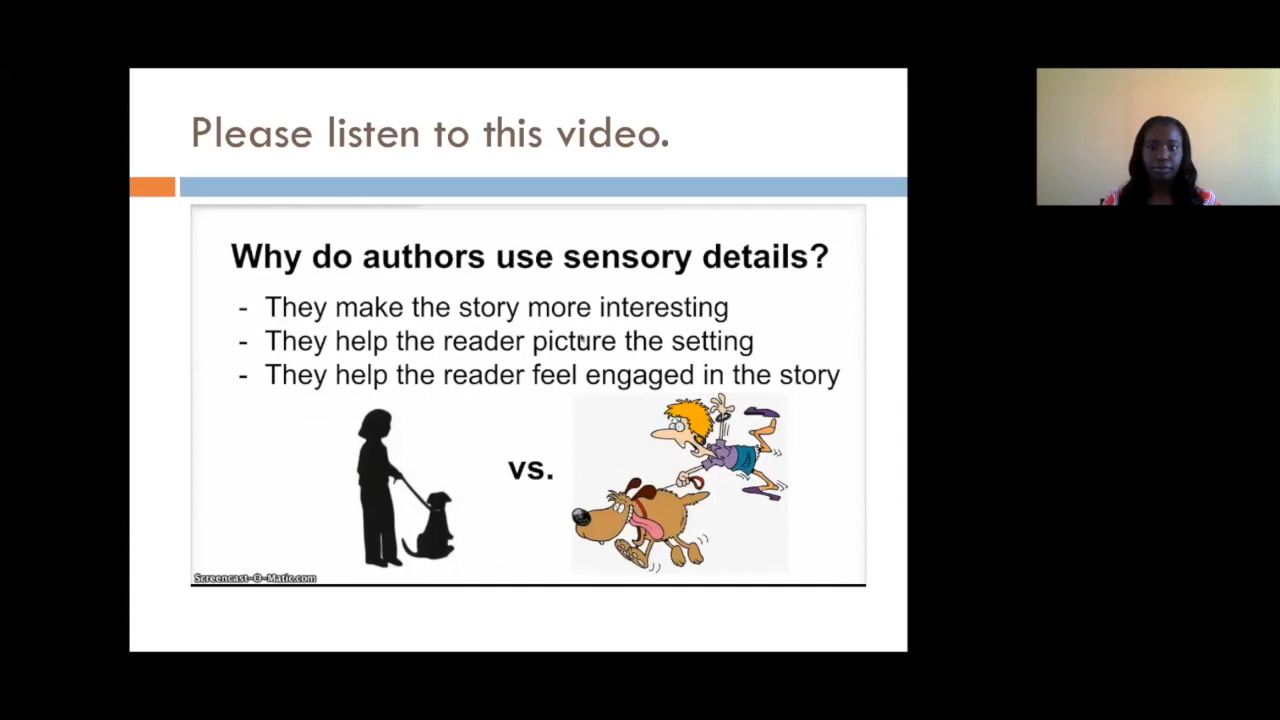 Please listen to this video.
Why do authors use sensory details?
- They make the story more interesting
- They help the reader picture the setting
- They help the reader feel engaged in the story
vs.
Screencast-O-Matic.com